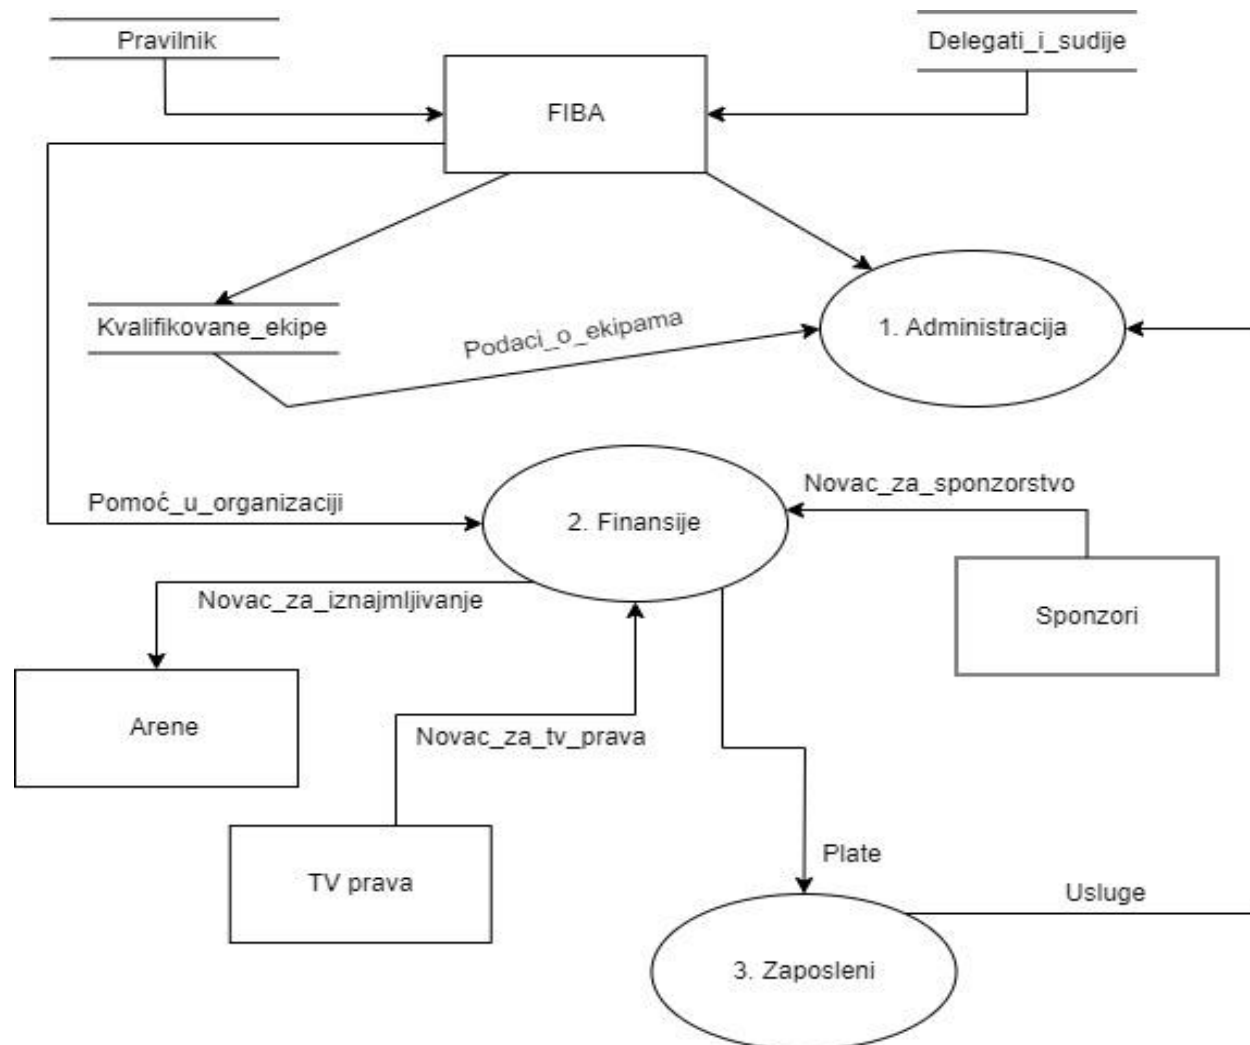 Pravilnik
Delegati_i_sudije
FIBA
Kvalifikovane_ekipe
Podaci_o_ekipama
1. Administracija
Pomoć_u_organizaciji
2. Finansije
Novac_za_sponzorstvo
Novac_za_iznajmljivanje
Sponzori
Arene
Novac_za_tv_prava
TV prava
Plate
Usluge
3. Zaposleni